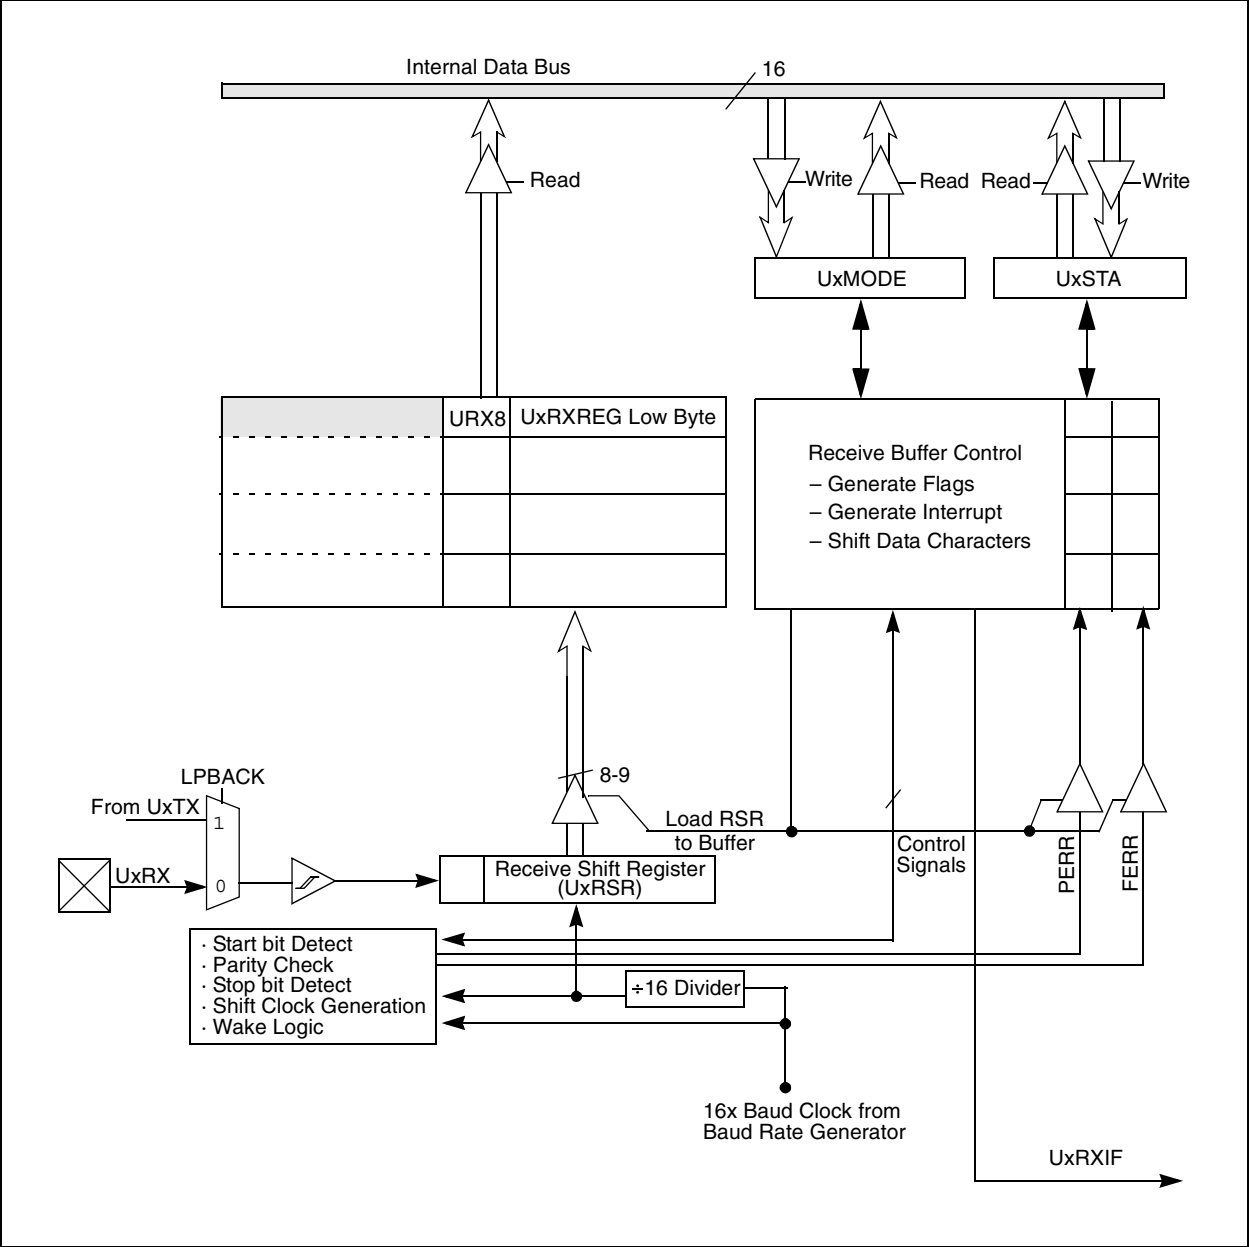 Internal Data Bus
16
Read
Write
Read
Read
Write
UxMODE
UxSTA
URX8
UxRXREG Low Byte
Receive Buffer Control
– Generate Flags
– Generate Interrupt
– Shift Data Characters
LPBACK
From UxTX
1
UxRX
0
8-9
Load RSR
to Buffer
Control
Signals
PERR
FERR
Receive Shift Register
(UxRSR)
· Start bit Detect
· Parity Check
· Stop bit Detect
· Shift Clock Generation
· Wake Logic
÷16 Divider
16x Baud Clock from
Baud Rate Generator
UxRXIF